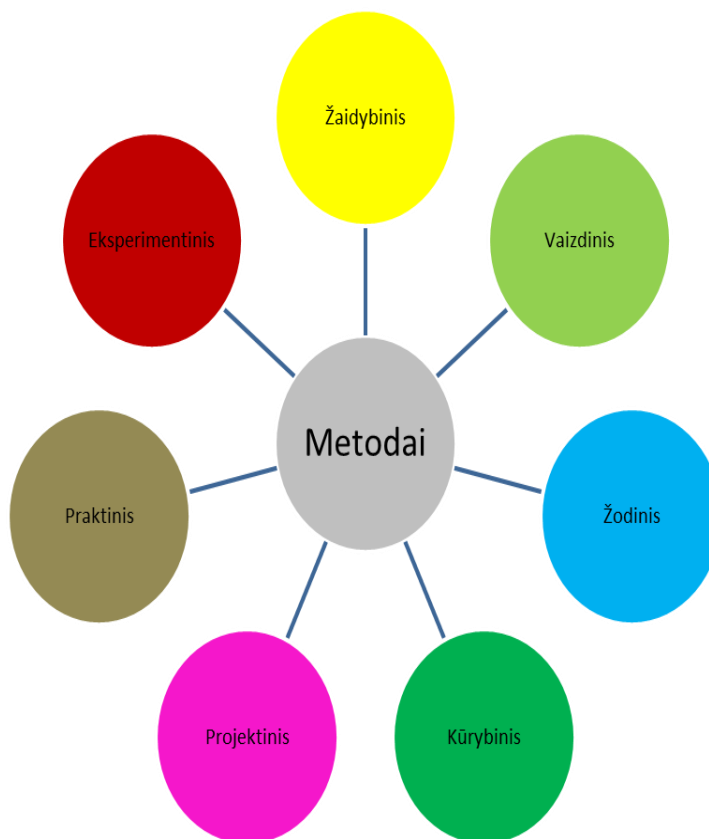 Žaidybinis
Eksperimentinis
Vaizdinis
Metodai
Praktinis
Žodinis
Projektinis
Kūrybinis